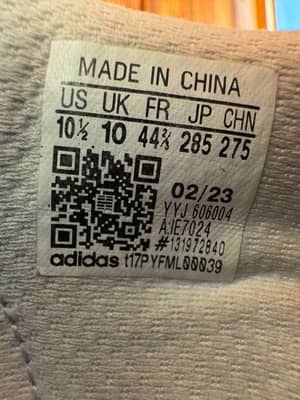 MADE IN CHINA
US UK FR JP CHN
10½ 10 44⅔ 285 275
02/23
YYJ 606004
A:IE7024
#131972840
adidas t17PYFML00039